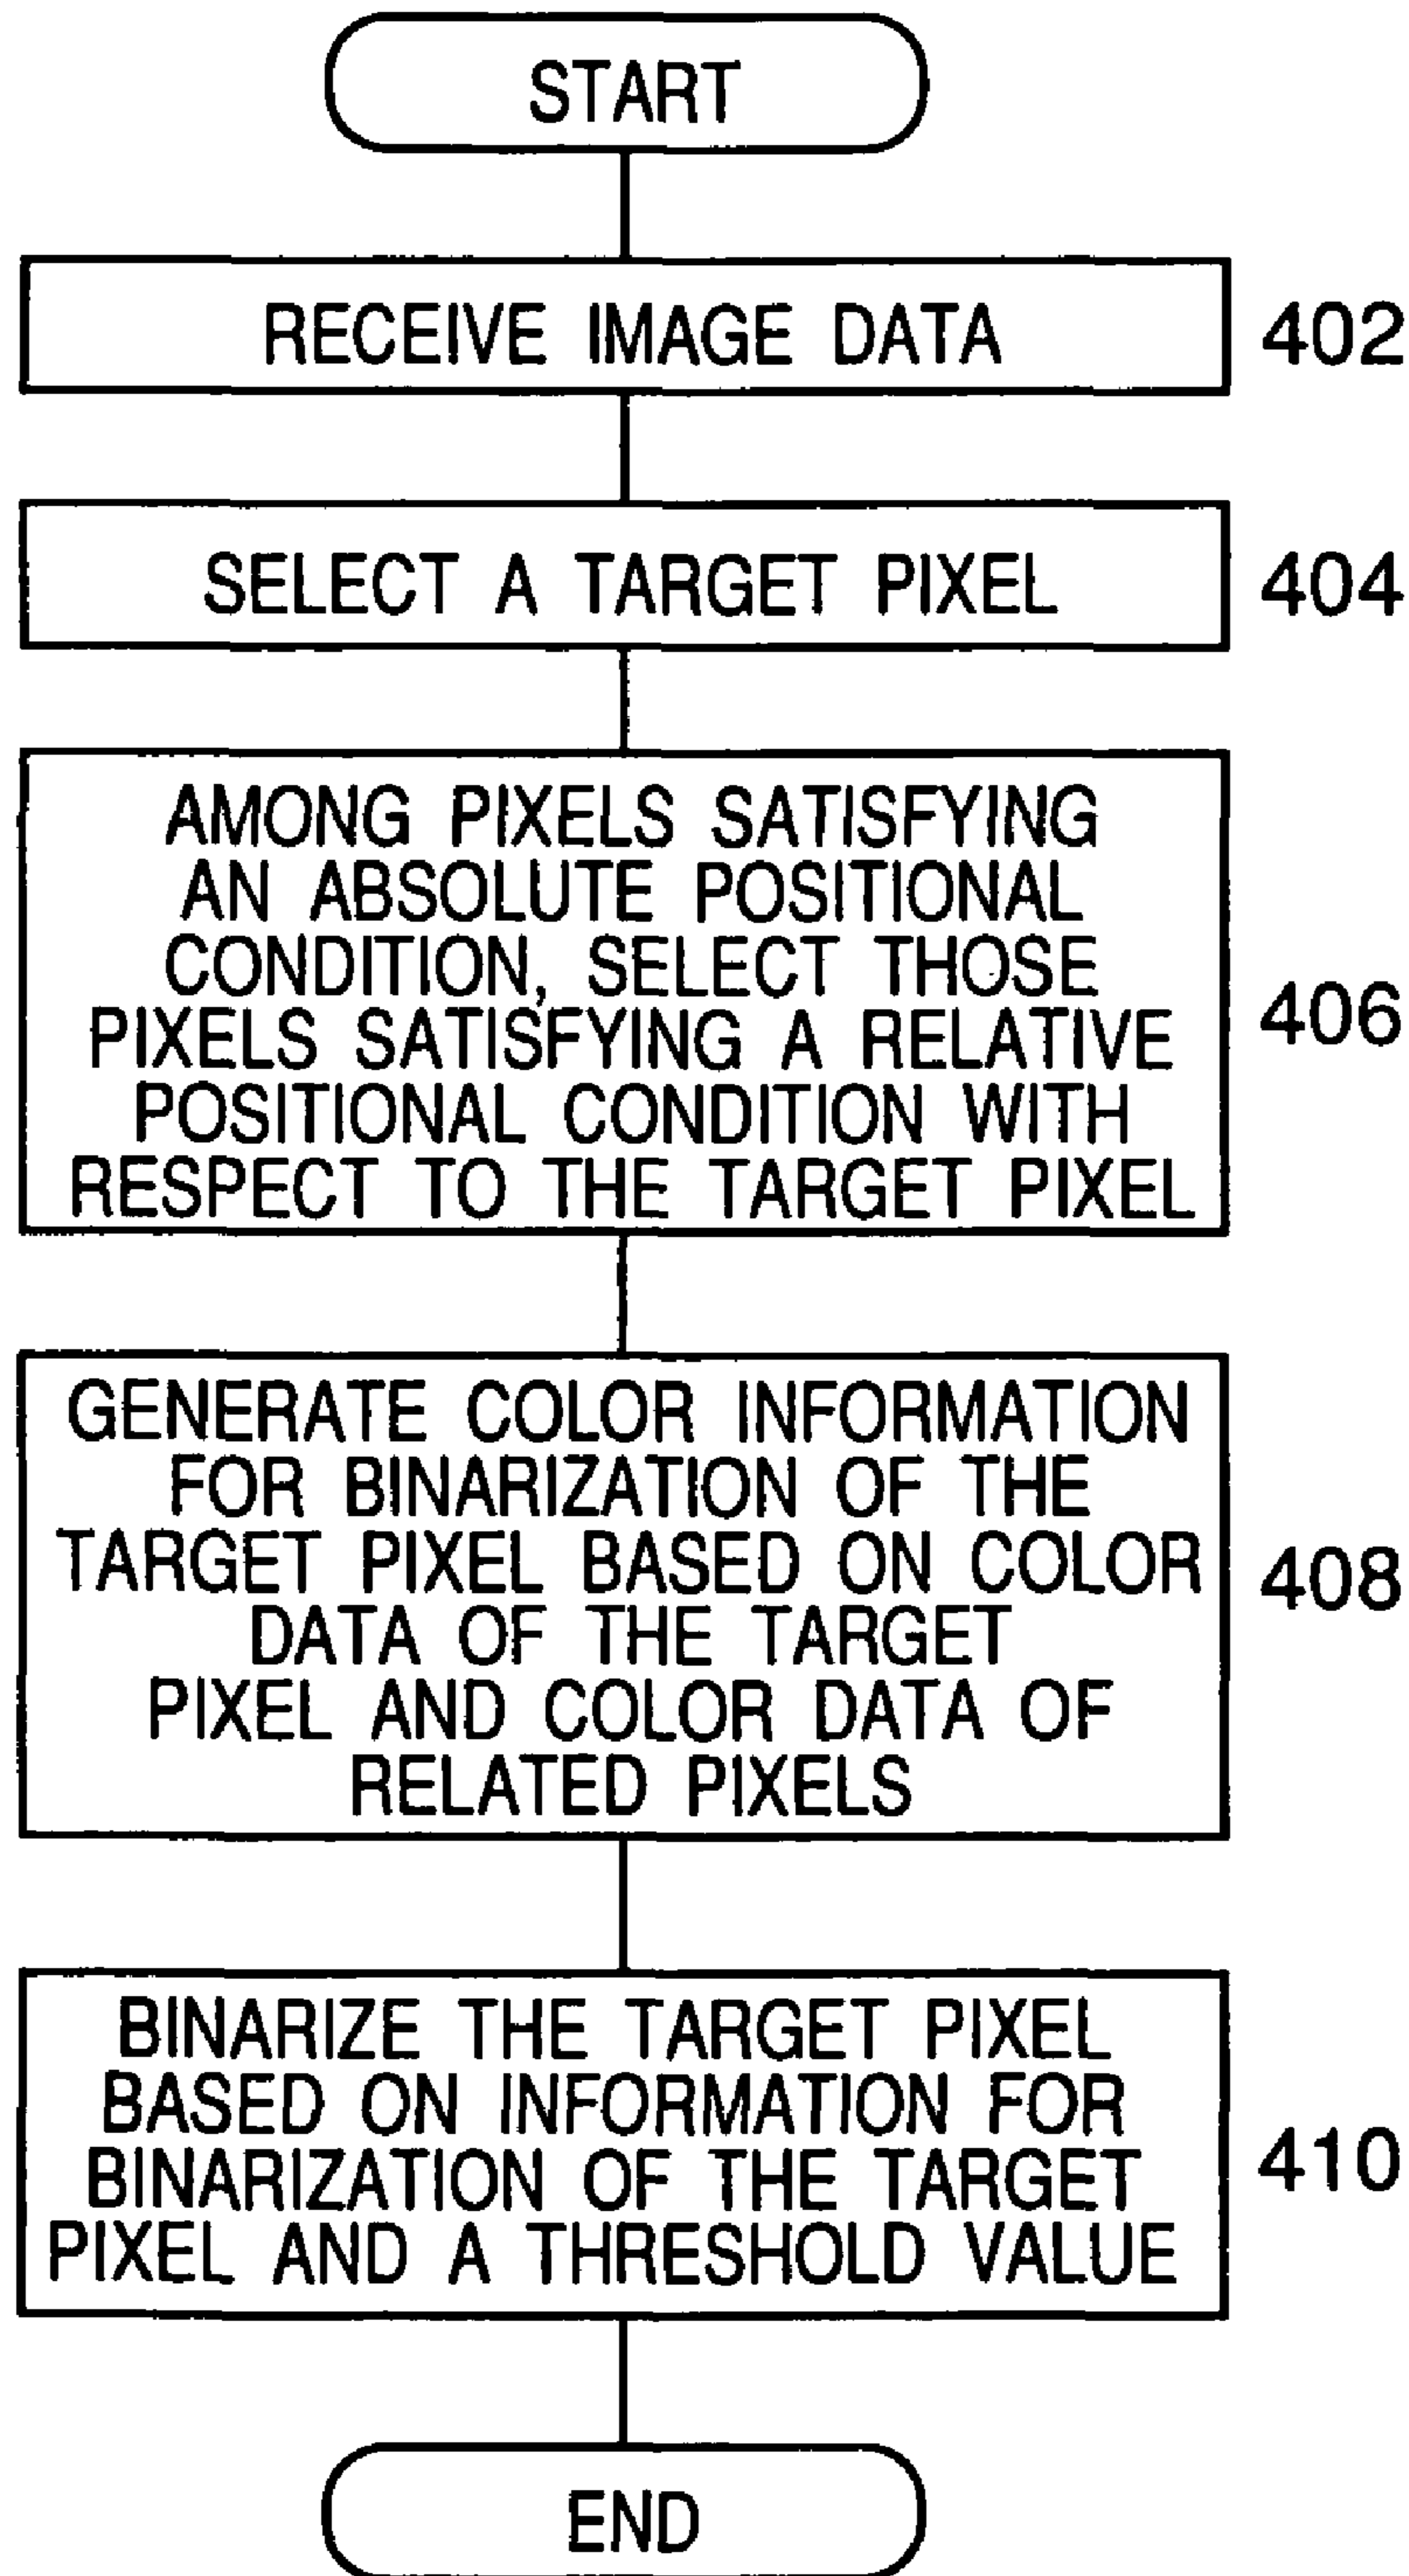 START
RECEIVE IMAGE DATA
402
SELECT A TARGET PIXEL
404
AMONG PIXELS SATISFYING
AN ABSOLUTE POSITIONAL
CONDITION, SELECT THOSE
PIXELS SATISFYING A RELATIVE
POSITIONAL CONDITION WITH
RESPECT TO THE TARGET PIXEL
406
GENERATE COLOR INFORMATION
FOR BINARIZATION OF THE
TARGET PIXEL BASED ON COLOR
DATA OF THE TARGET
PIXEL AND COLOR DATA OF
RELATED PIXELS
408
BINARIZE THE TARGET PIXEL
BASED ON INFORMATION FOR
BINARIZATION OF THE TARGET
PIXEL AND A THRESHOLD VALUE
410
END